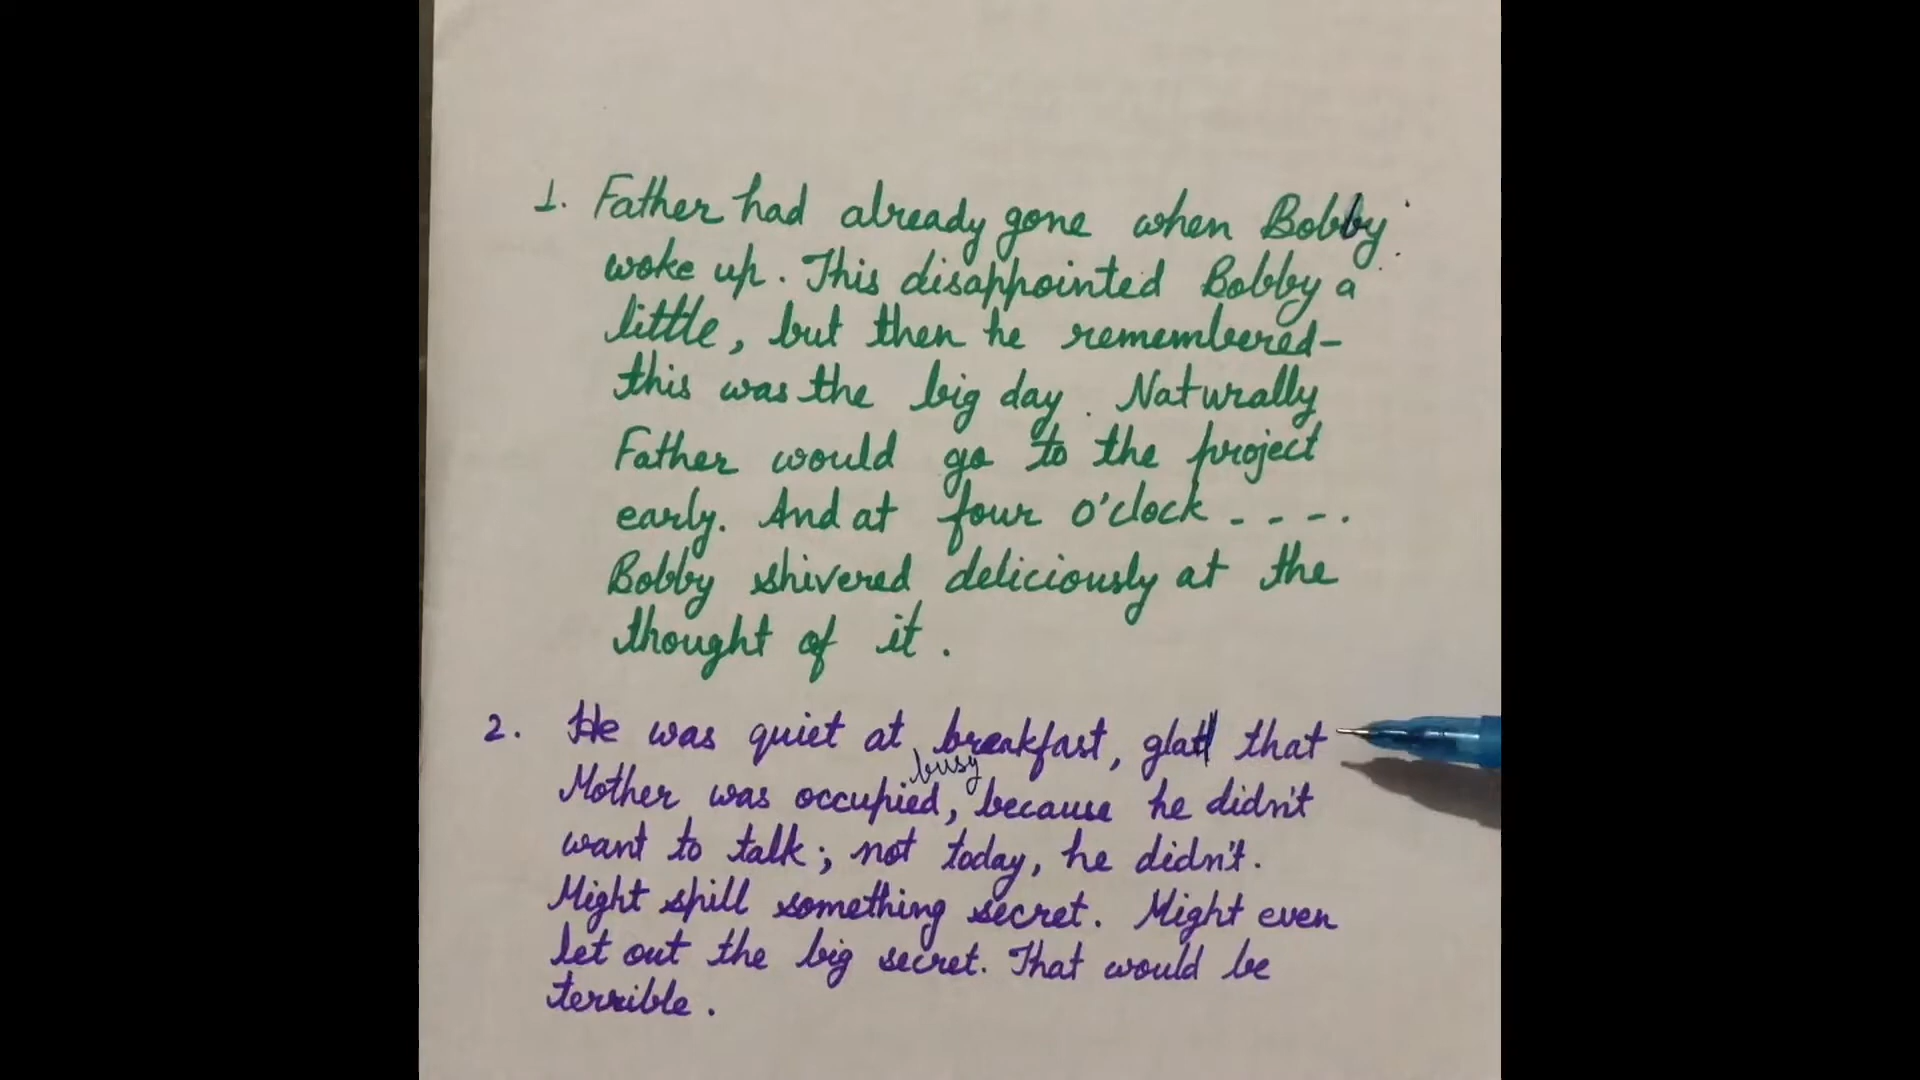 1. Father had already gone when Bobby
woke up. This disappointed Bobby a
little, but then he remembered-
this was the big day. Naturally
Father would go to the project
early. And at four o'clock ----.
Bobby shivered deliciously at the
thought of it.
2. He was quiet at breakfast, glad that
busy
Mother was occupied, because he didn't
want to talk; not today, he didn't.
Might spill something secret. Might even
let out the big secret. That would be
terrible.